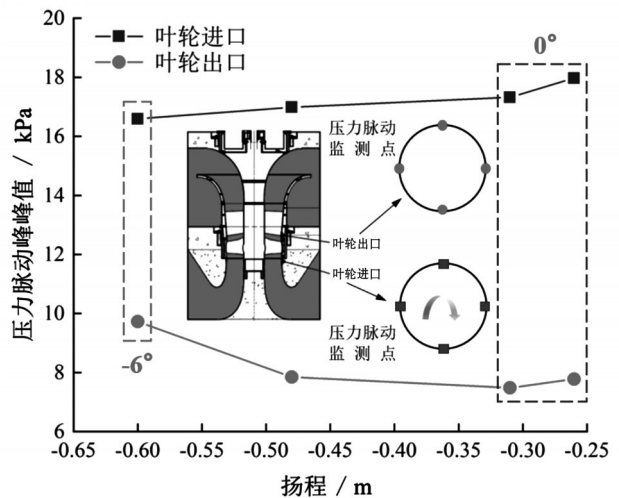 叶轮进口
叶轮出口
0°
压力脉动
监 测 点
叶轮出口
叶轮进口
压力脉动
监 测 点
-6°
压力脉动峰峰值 / kPa
20
18
16
14
12
10
8
6
-0.65 -0.60 -0.55 -0.50 -0.45 -0.40 -0.35 -0.30 -0.25
扬程 / m